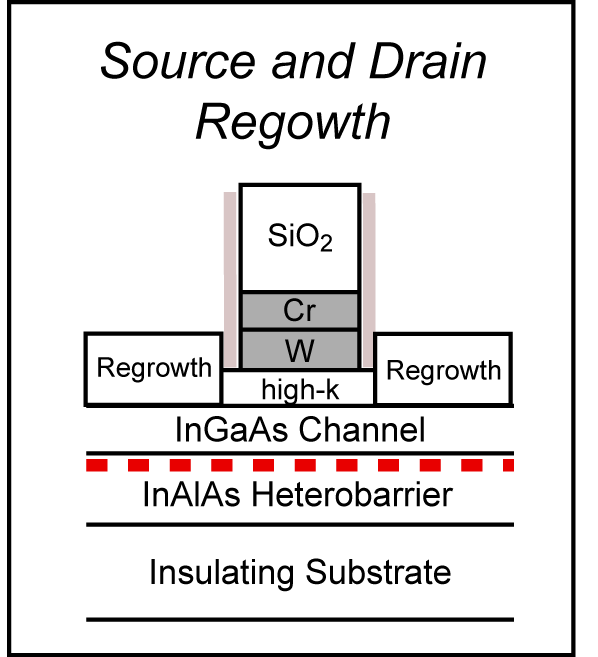 Source and Drain
Regowth
SiO₂
Cr
W
Regrowth
high-k
Regrowth
InGaAs Channel
InAlAs Heterobarrier
Insulating Substrate